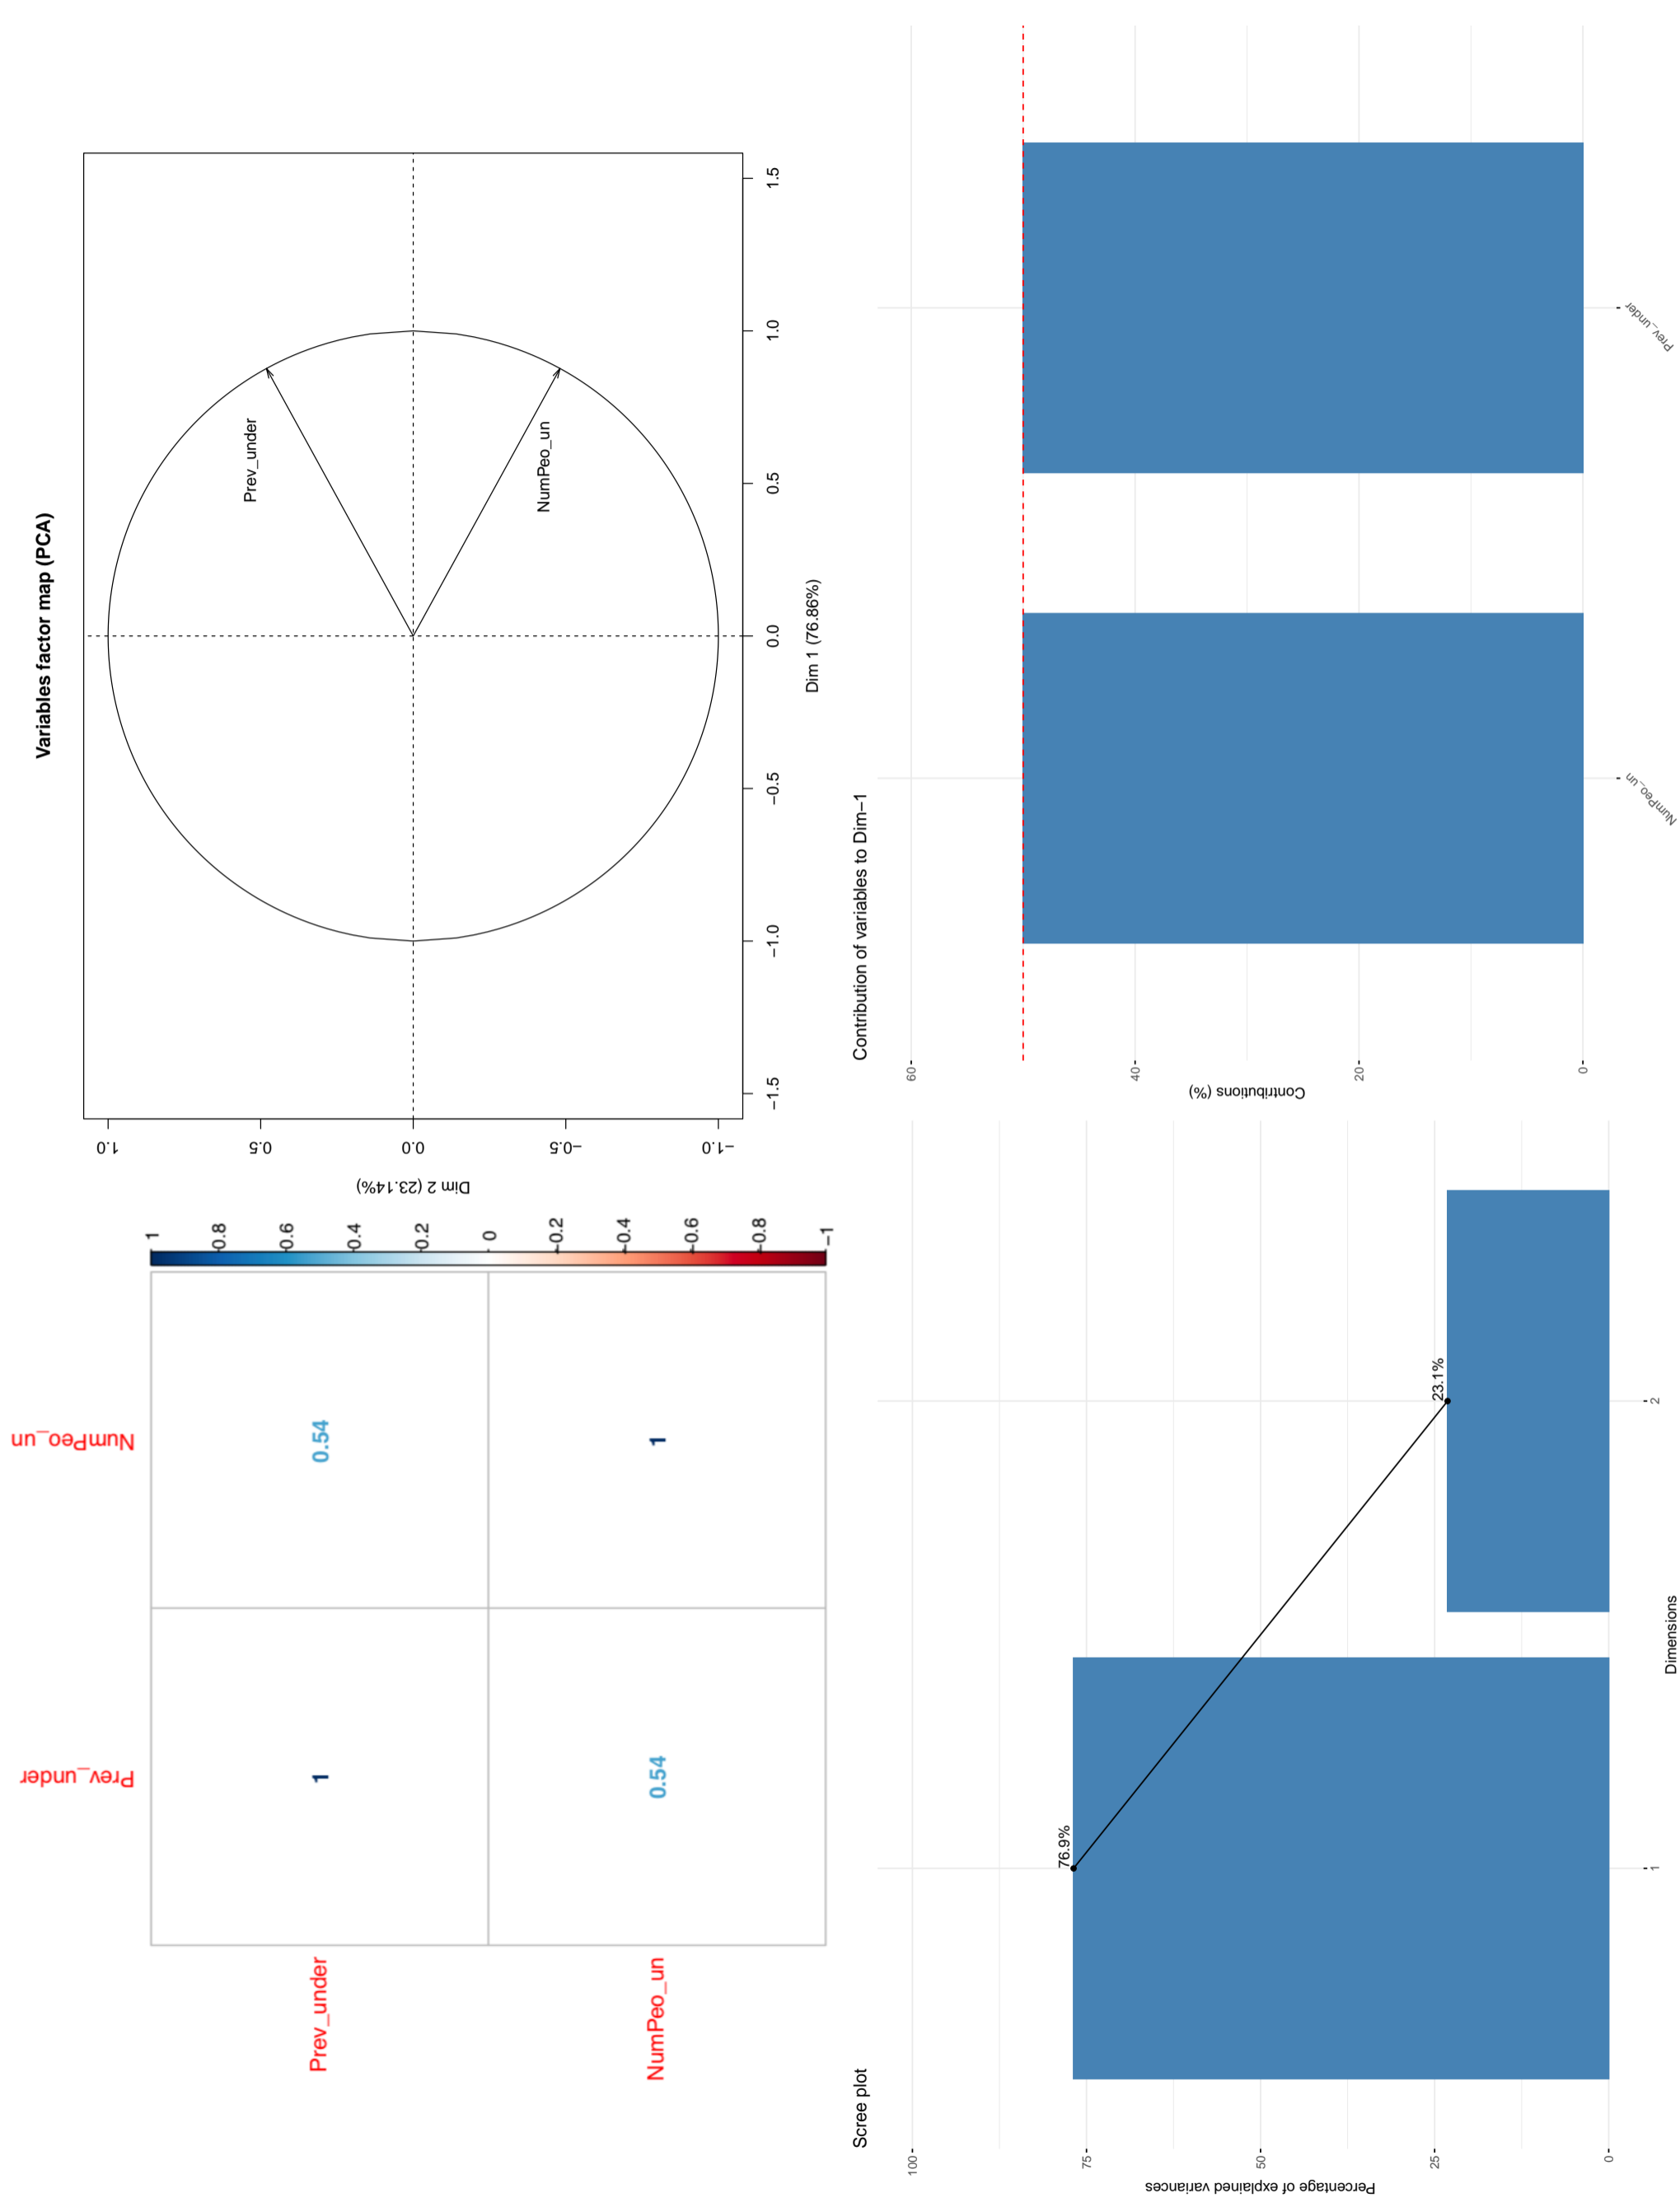 Prev_under
NumPeo_un
Prev_under
1
0.54
NumPeo_un
0.54
1
1
0.8
0.6
0.4
0.2
0
−0.2
−0.4
−0.6
−0.8
−1
Variables factor map (PCA)
Dim 2 (23.14%)
1.0
0.5
0.0
−0.5
−1.0
Prev_under
NumPeo_un
−1.5
−1.0
−0.5
0.0
0.5
1.0
1.5
Dim 1 (76.86%)
Scree plot
Percentage of explained variances
100
75
50
25
0
76.9%
23.1%
1
2
Dimensions
Contribution of variables to Dim−1
Contributions (%)
60
40
20
0
NumPeo_un
Prev_under